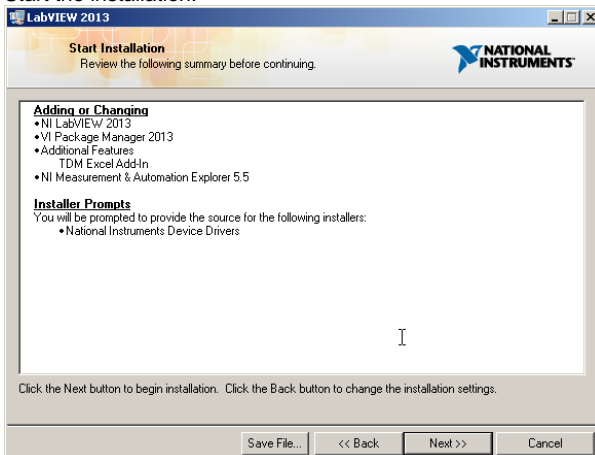 Start the installation.
LabVIEW 2013
Start Installation
Review the following summary before continuing.
NATIONAL
INSTRUMENTS™
Adding or Changing
• NI LabVIEW 2013
• VI Package Manager 2013
• Additional Features
TDM Excel Add-In
• NI Measurement & Automation Explorer 5.5
Installer Prompts
You will be prompted to provide the source for the following installers:
• National Instruments Device Drivers
Click the Next button to begin installation. Click the Back button to change the installation settings.
Save File... << Back Next >> Cancel